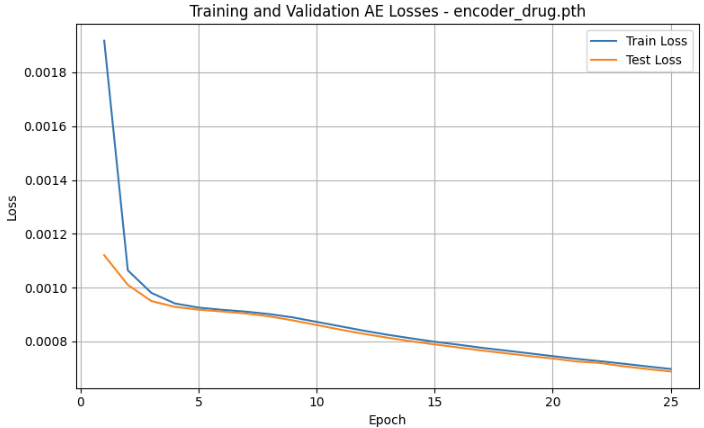 Training and Validation AE Losses - encoder_drug.pth
Train Loss
Test Loss
0.0018
0.0016
0.0014
0.0012
0.0010
0.0008
Loss
0
5
10
15
20
25
Epoch